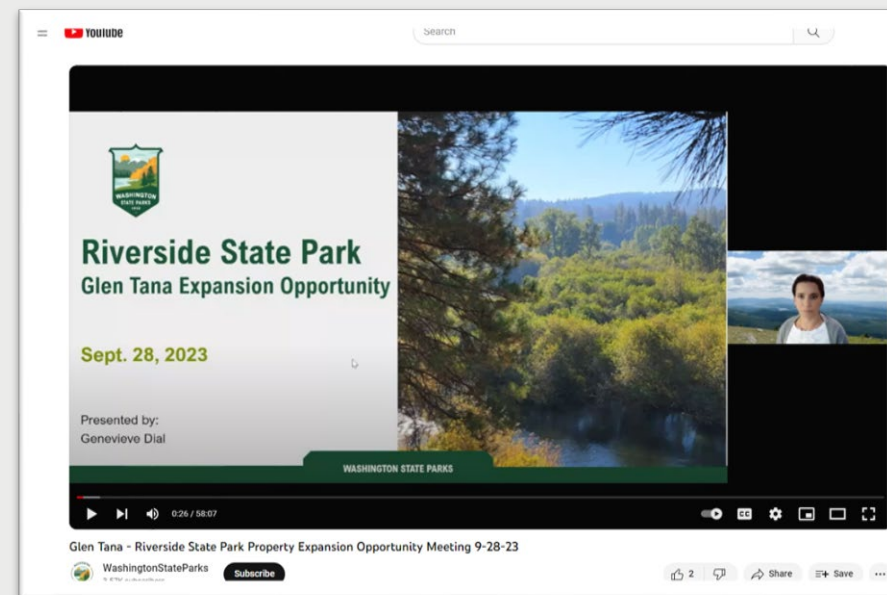 YouTube
Search
WASHINGTON
STATE PARKS
Riverside State Park
Glen Tana Expansion Opportunity
Sept. 28, 2023
Presented by:
Genevieve Dial
WASHINGTON STATE PARKS
0:26 / 58:07
CC
Glen Tana - Riverside State Park Property Expansion Opportunity Meeting 9-28-23
WashingtonStateParks
Subscribe
2
Share
Save